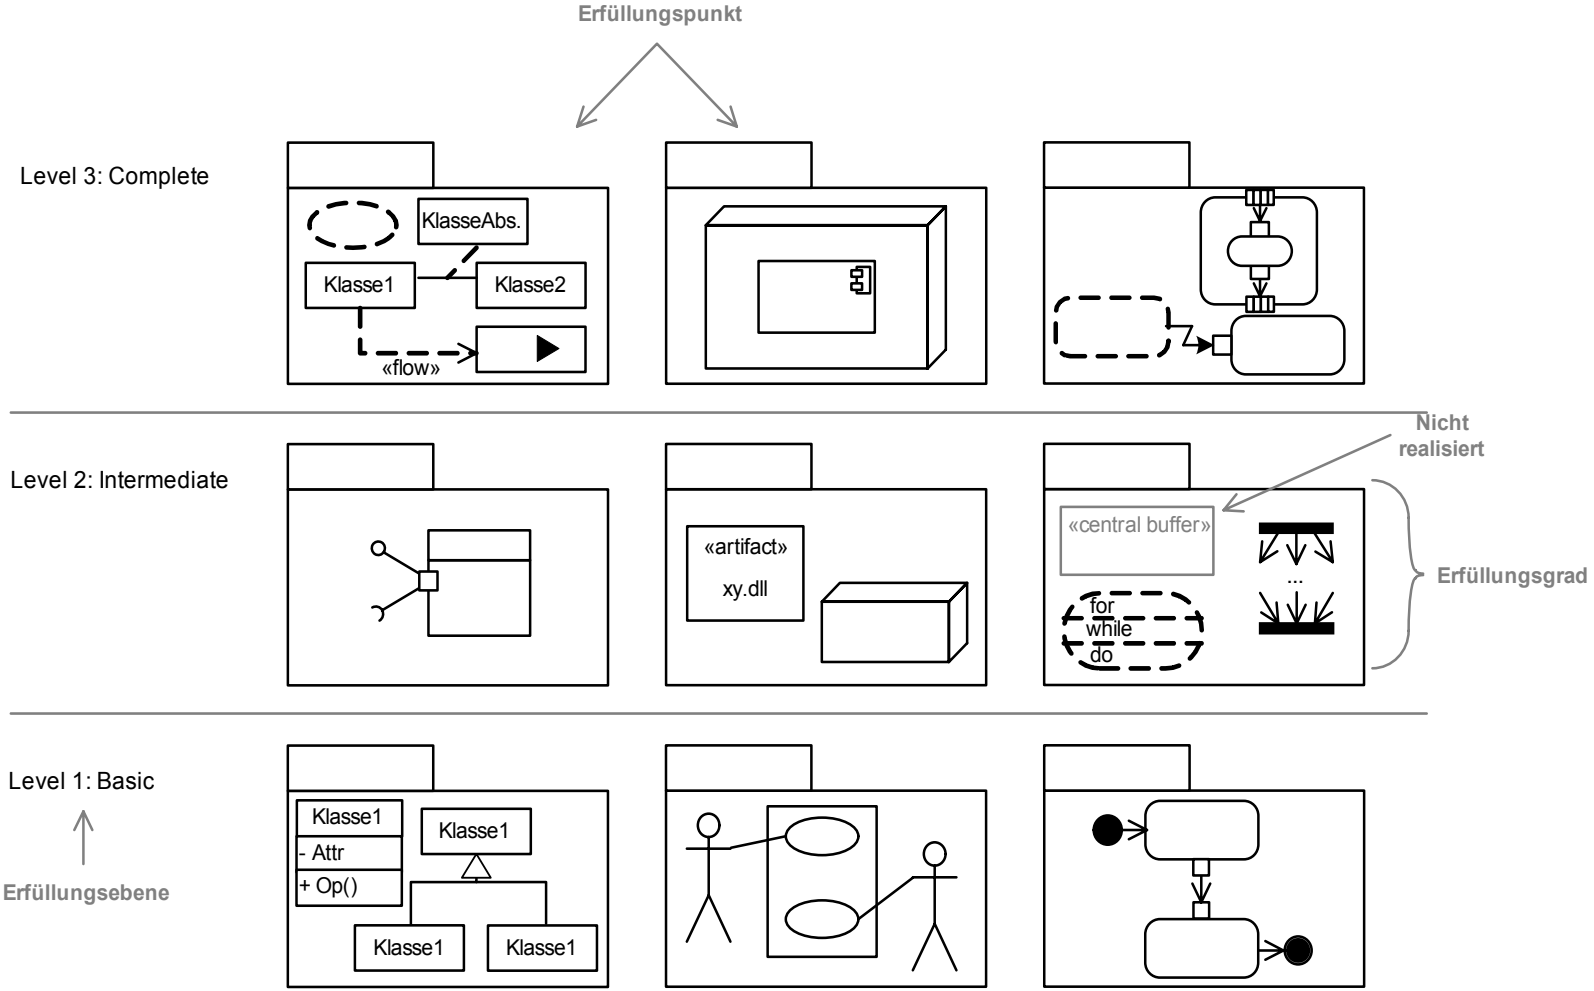 Erfüllungspunkt
Level 3: Complete
KlasseAbs.
Klasse1
Klasse2
«flow»
Nicht
realisiert
Level 2: Intermediate
«artifact»
xy.dll
«central buffer»
...
for
while
do
Erfüllungsgrad
Level 1: Basic
Erfüllungsebene
Klasse1
- Attr
+ Op()
Klasse1
Klasse1
Klasse1